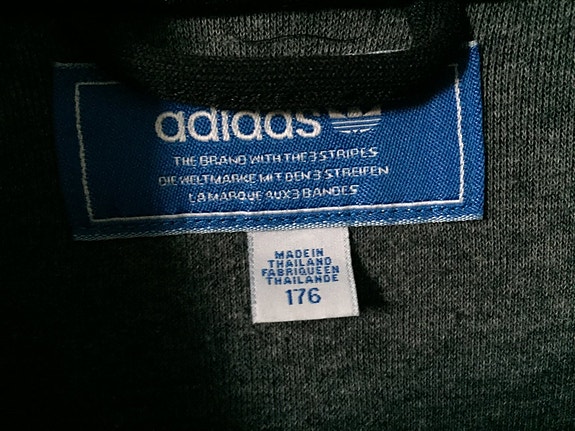 adidas
THE BRAND WITH THE 3 STRIPES
DIE WELTMARKE MIT DEN 3 STREIFEN
LA MARQUE AUX 3 BANDES
MADE IN
THAILAND
FABRIQUE EN
THAILANDE
176